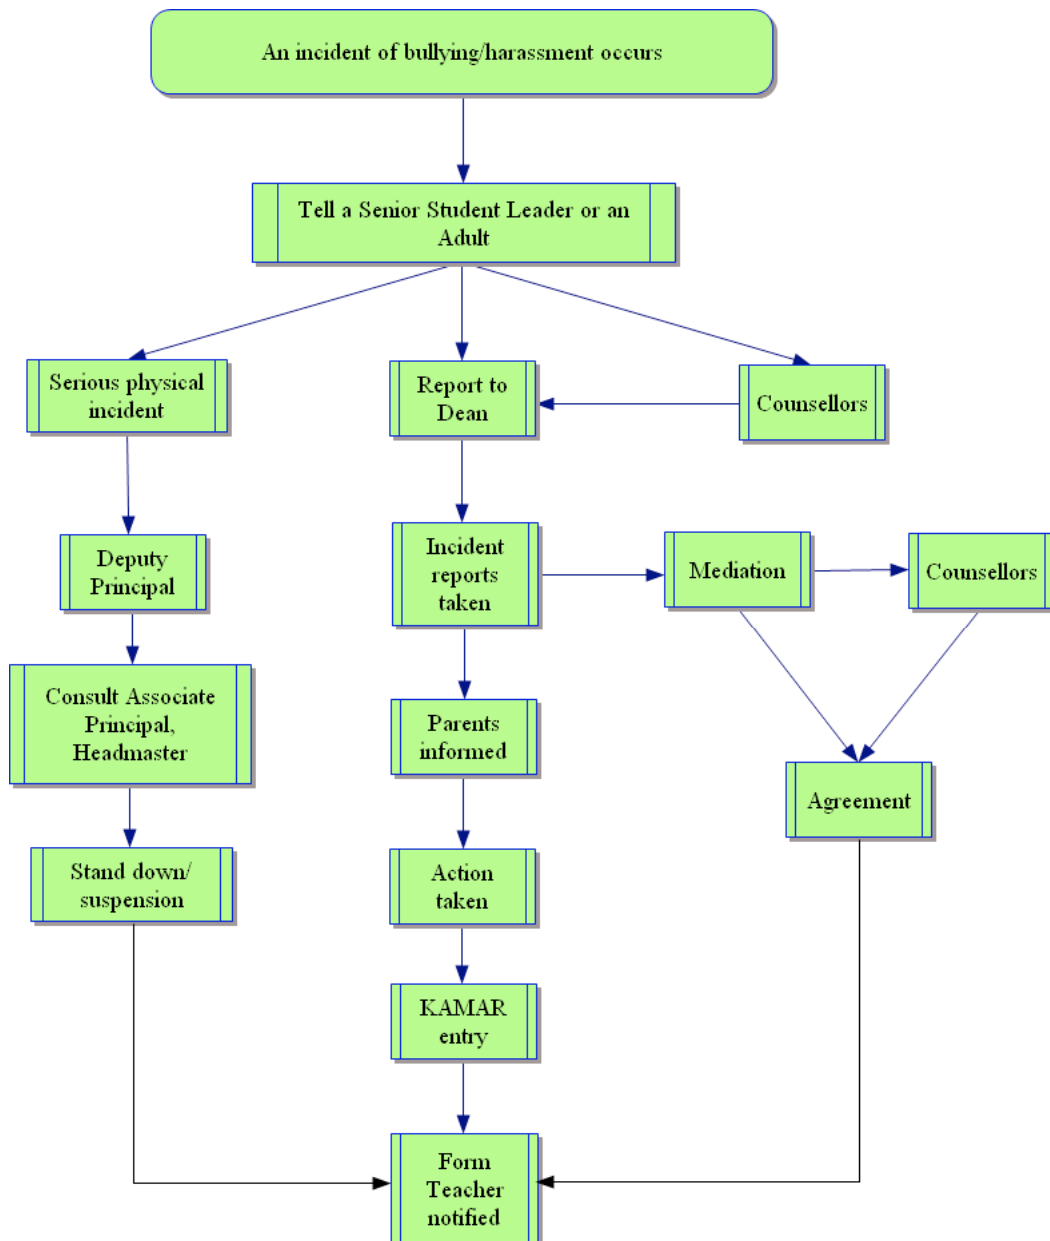 An incident of bullying/harassment occurs
Tell a Senior Student Leader or an
Adult
Serious physical
incident
Report to
Dean
Counsellors
Deputy
Principal
Incident
reports
taken
Mediation
Counsellors
Consult Associate
Principal,
Headmaster
Parents
informed
Agreement
Stand down/
suspension
Action
taken
KAMAR
entry
Form
Teacher
notified